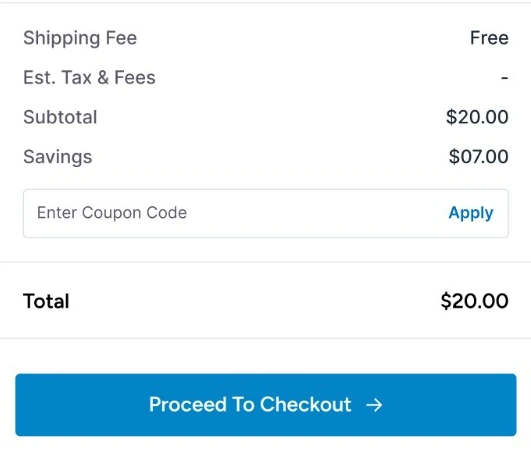 Shipping Fee Free
Est. Tax & Fees -
Subtotal $20.00
Savings $07.00
Enter Coupon Code Apply
Total $20.00
Proceed To Checkout →